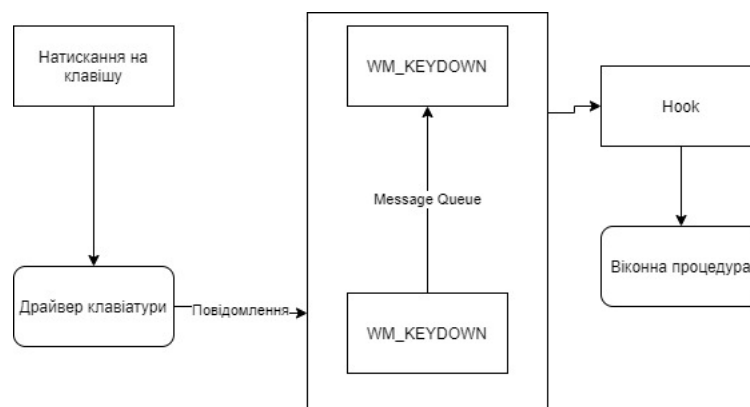 Натискання на
клавішу
Драйвер клавіатури
Повідомлення
WM_KEYDOWN
Message Queue
WM_KEYDOWN
Hook
Віконна процедура